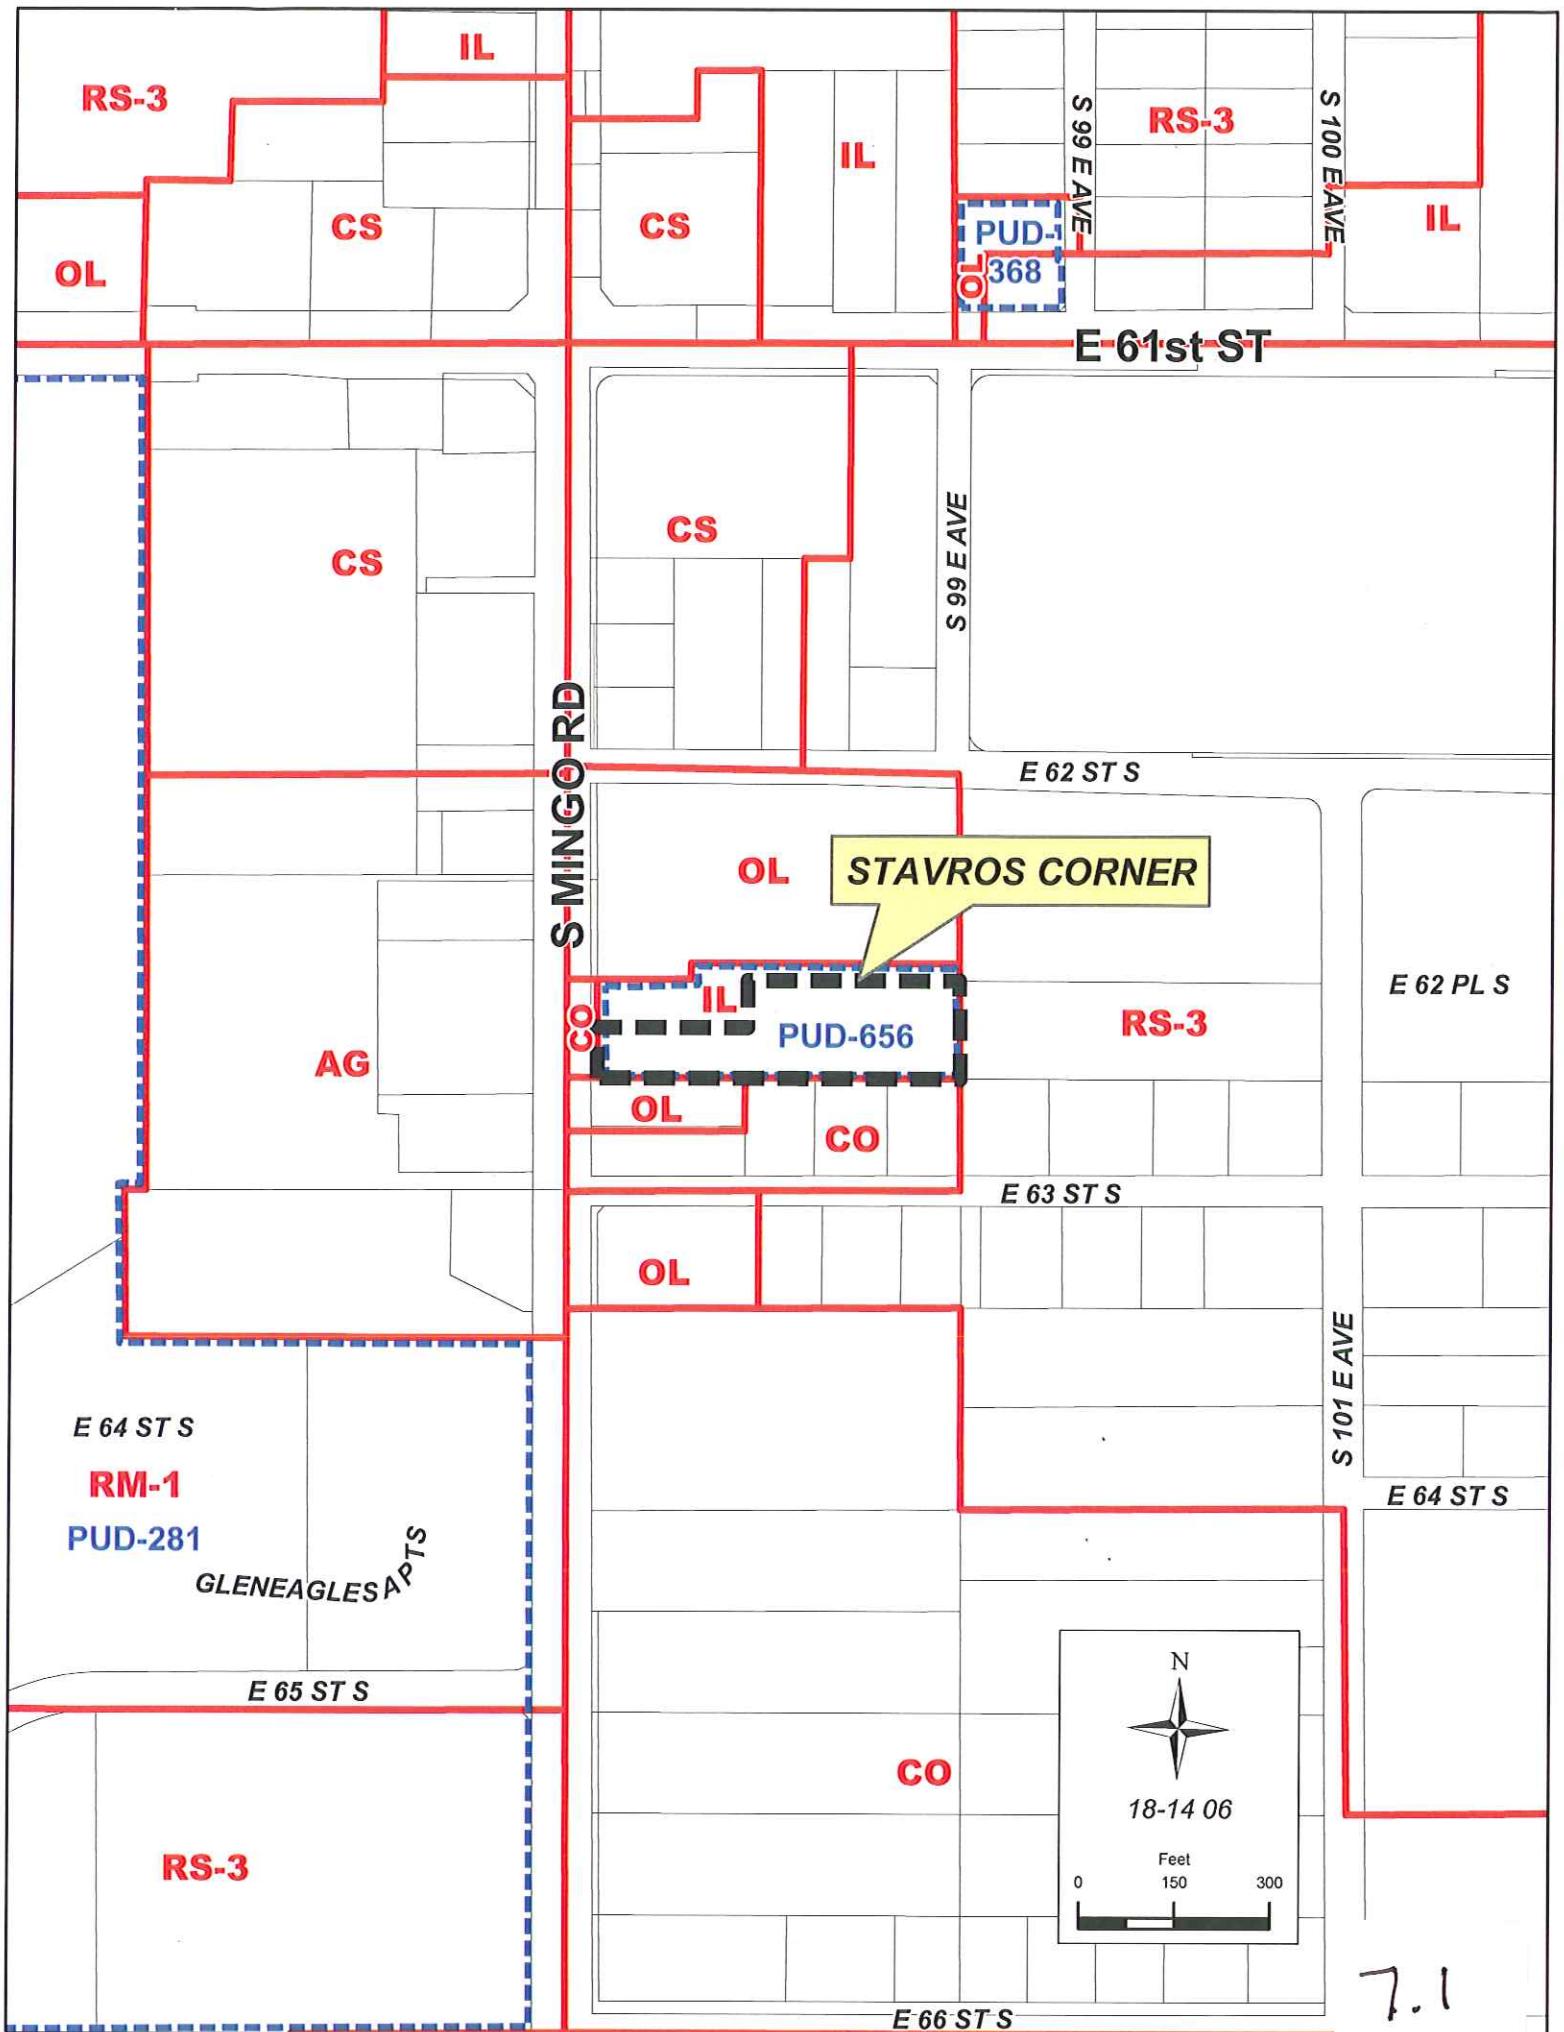 IL
RS-3
S 99 E AVE
RS-3
S 100 E AVE
IL
CS
CS
PUD-
368
OL
IL
OL
E 61st ST
CS
CS
S 99 E AVE
S MINGO RD
E 62 ST S
OL
STAVROS CORNER
IL
CO
PUD-656
RS-3
E 62 PL S
AG
OL
CO
E 63 ST S
OL
S 101 E AVE
E 64 ST S
RM-1
PUD-281
GLENEAGLES APTS
E 64 ST S
E 65 ST S
RS-3
CO
N
18-14 06
Feet
0 150 300
E 66 ST S
7.1